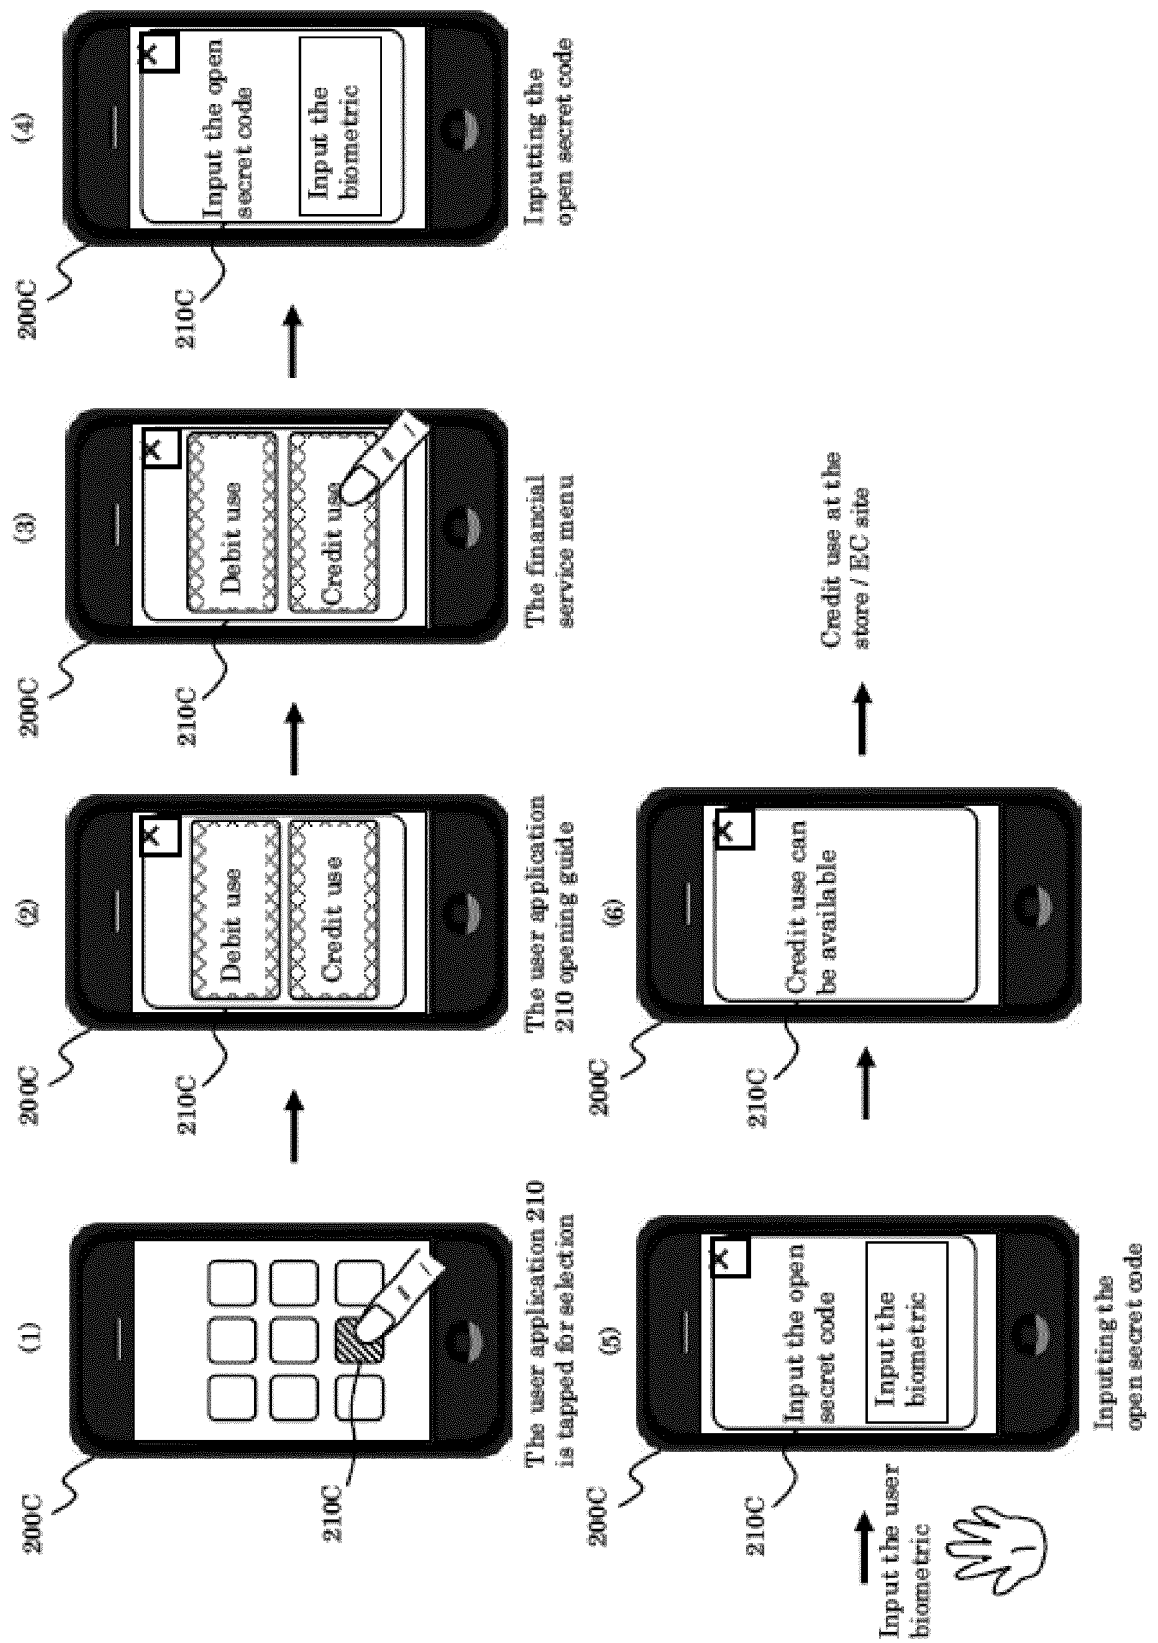 (1)
200C
210C
The user application 210
is tapped for selection
(2)
200C
210C
X
Debit use
Credit use
The user application
210 opening guide
(3)
200C
210C
X
Debit use
Credit use
The financial
service menu
(4)
200C
210C
X
Input the open
secret code
Input the
biometric
Inputting the
open secret code
Input the user
biometric
(5)
200C
210C
X
Input the open
secret code
Input the
biometric
Inputting the
open secret code
(6)
200C
210C
X
Credit use can
be available
Credit use at the
store / EC site